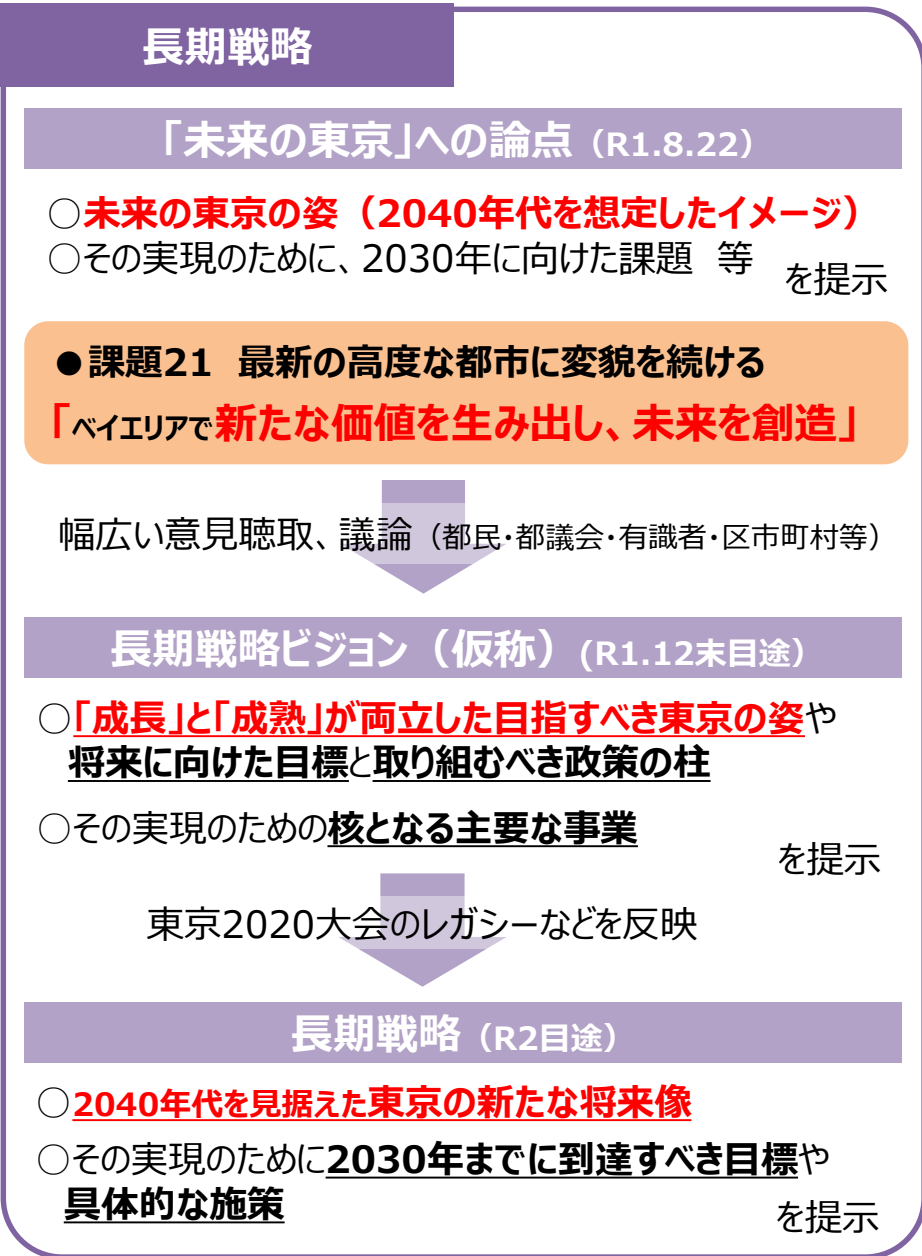 長期戦略
「未来の東京」への論点（R1.8.22）
○未来の東京の姿（2040年代を想定したイメージ）
○その実現のために、2030年に向けた課題　等
を提示
●課題21　最新の高度な都市に変貌を続ける
「ベイエリアで新たな価値を生み出し、未来を創造」
幅広い意見聴取、議論（都民・都議会・有識者・区市町村等）
長期戦略ビジョン（仮称）(R1.12末目途）
○「成長」と「成熟」が両立した目指すべき東京の姿や
将来に向けた目標と取り組むべき政策の柱
○その実現のための核となる主要な事業
を提示
東京2020大会のレガシーなどを反映
長期戦略（R2目途）
○2040年代を見据えた東京の新たな将来像
○その実現のために2030年までに到達すべき目標や
具体的な施策
を提示